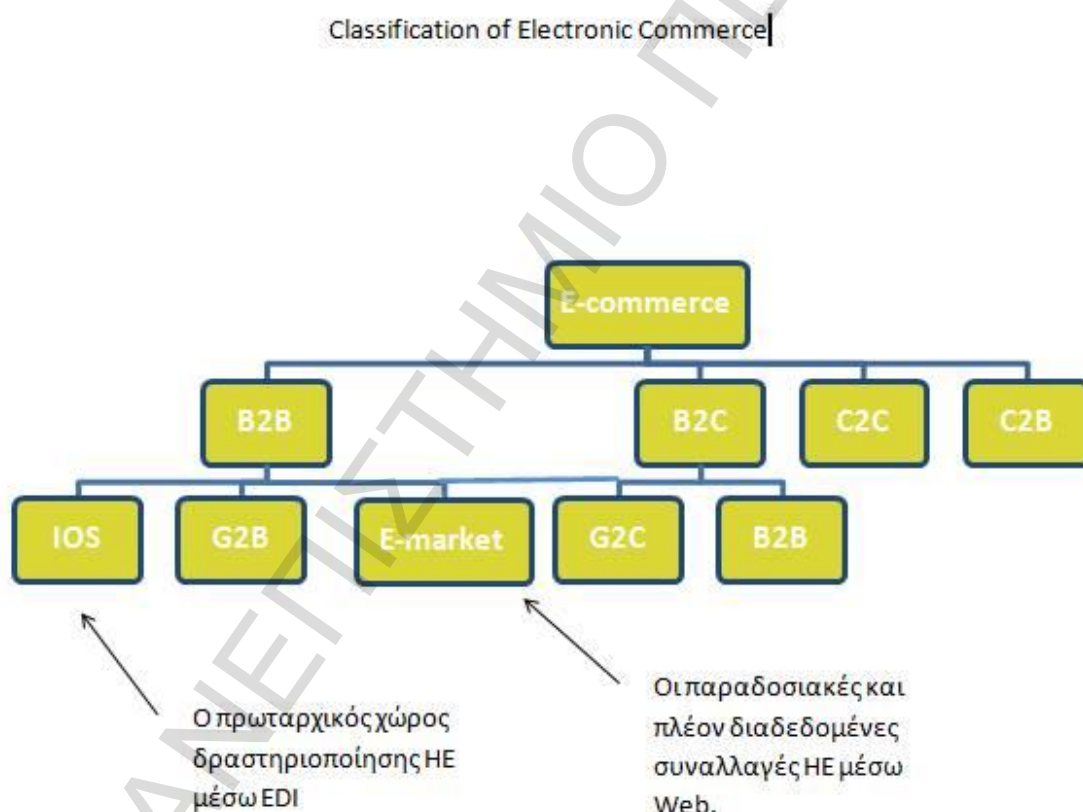 Classification of Electronic Commerce
E-commerce
B2B
B2C
C2C
C2B
IOS
G2B
E-market
G2C
B2B
Ο πρωταρχικός χώρος
δραστηριοποίησης ΗΕ
μέσω EDI
Οι παραδοσιακές και
πλέον διαδεδομένες
συναλλαγές ΗΕ μέσω
Web.